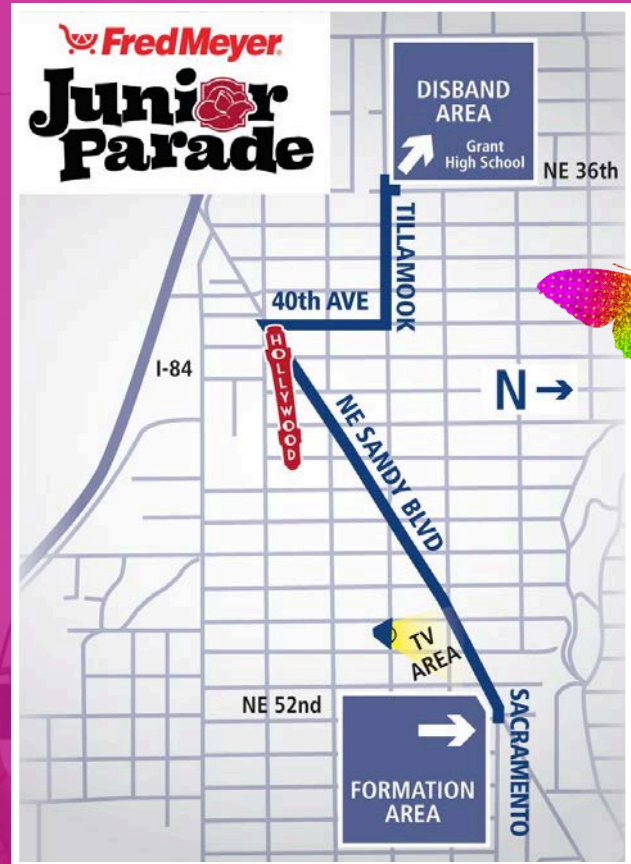 FredMeyer
Junior
Parade
DISBAND
AREA
Grant
High School
NE 36th
TILLAMOOK
40th AVE
HOLLYWOOD
I-84
N
NE SANDY BLVD
TV
AREA
NE 52nd
SACRAMENTO
FORMATION
AREA